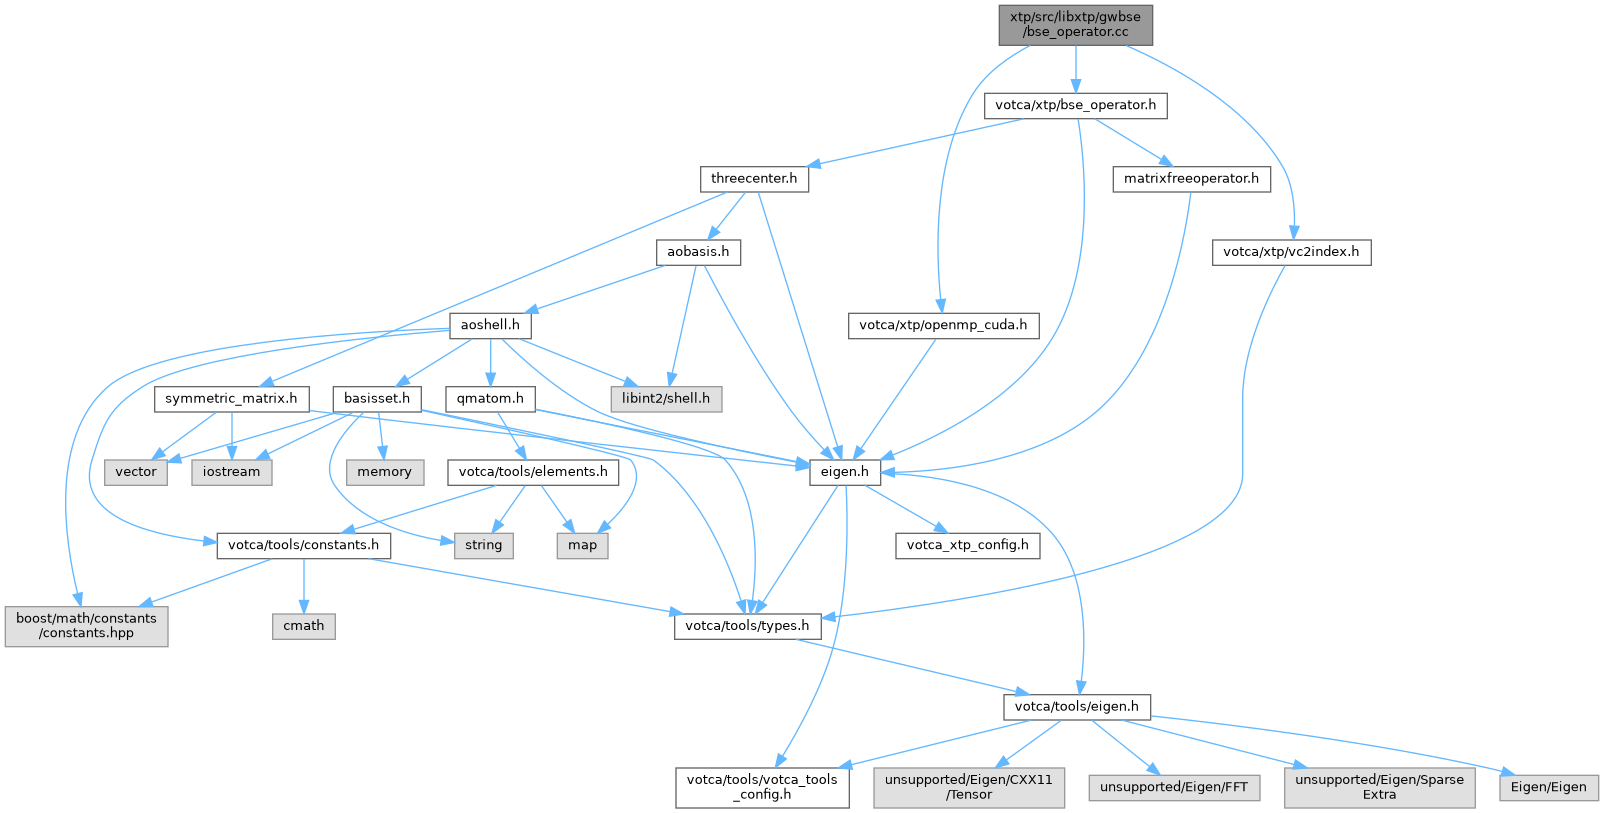 xtp/src/libxtp/gwbse
/bse_operator.cc
votca/xtp/bse_operator.h
threecenter.h
matrixfreeoperator.h
aobasis.h
votca/xtp/vc2index.h
aoshell.h
votca/xtp/openmp_cuda.h
symmetric_matrix.h
basisset.h
qmatom.h
libint2/shell.h
vector
iostream
memory
votca/tools/elements.h
eigen.h
votca/tools/constants.h
string
map
votca_xtp_config.h
boost/math/constants
/constants.hpp
cmath
votca/tools/types.h
votca/tools/eigen.h
votca/tools/votca_tools
_config.h
unsupported/Eigen/CXX11
/Tensor
unsupported/Eigen/FFT
unsupported/Eigen/Sparse
Extra
Eigen/Eigen